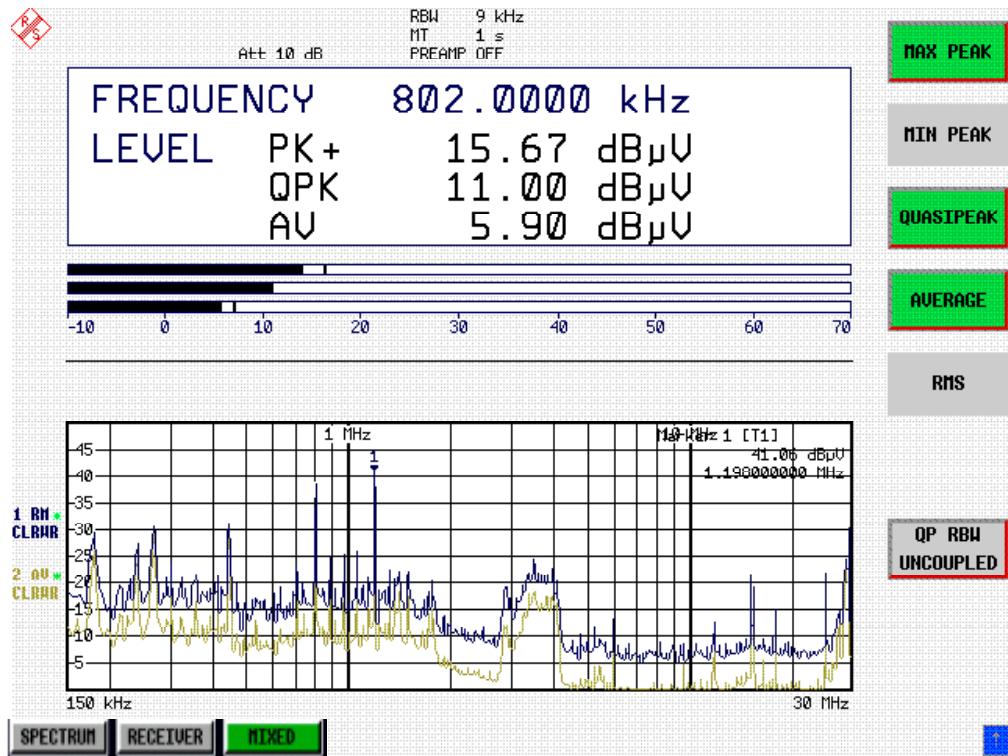 R S
RBW 9 kHz
MT 1 s
Att 10 dB PREAMP OFF
FREQUENCY 802.0000 kHz
LEVEL PK+ 15.67 dBµV
QPK 11.00 dBµV
AV 5.90 dBµV
-10 0 10 20 30 40 50 60 70
MAX PEAK
MIN PEAK
QUASIPEAK
AVERAGE
RMS
QP RBW
UNCOUPLED
1 MHz 10 MHz
Marker 1 [T1]
41.06 dBµV
1.198000000 MHz
1
45
40
35
30
25
20
15
10
5
1 RM
CLRWR
2 AV
CLRWR
150 kHz 30 MHz
SPECTRUM RECEIVER MIXED